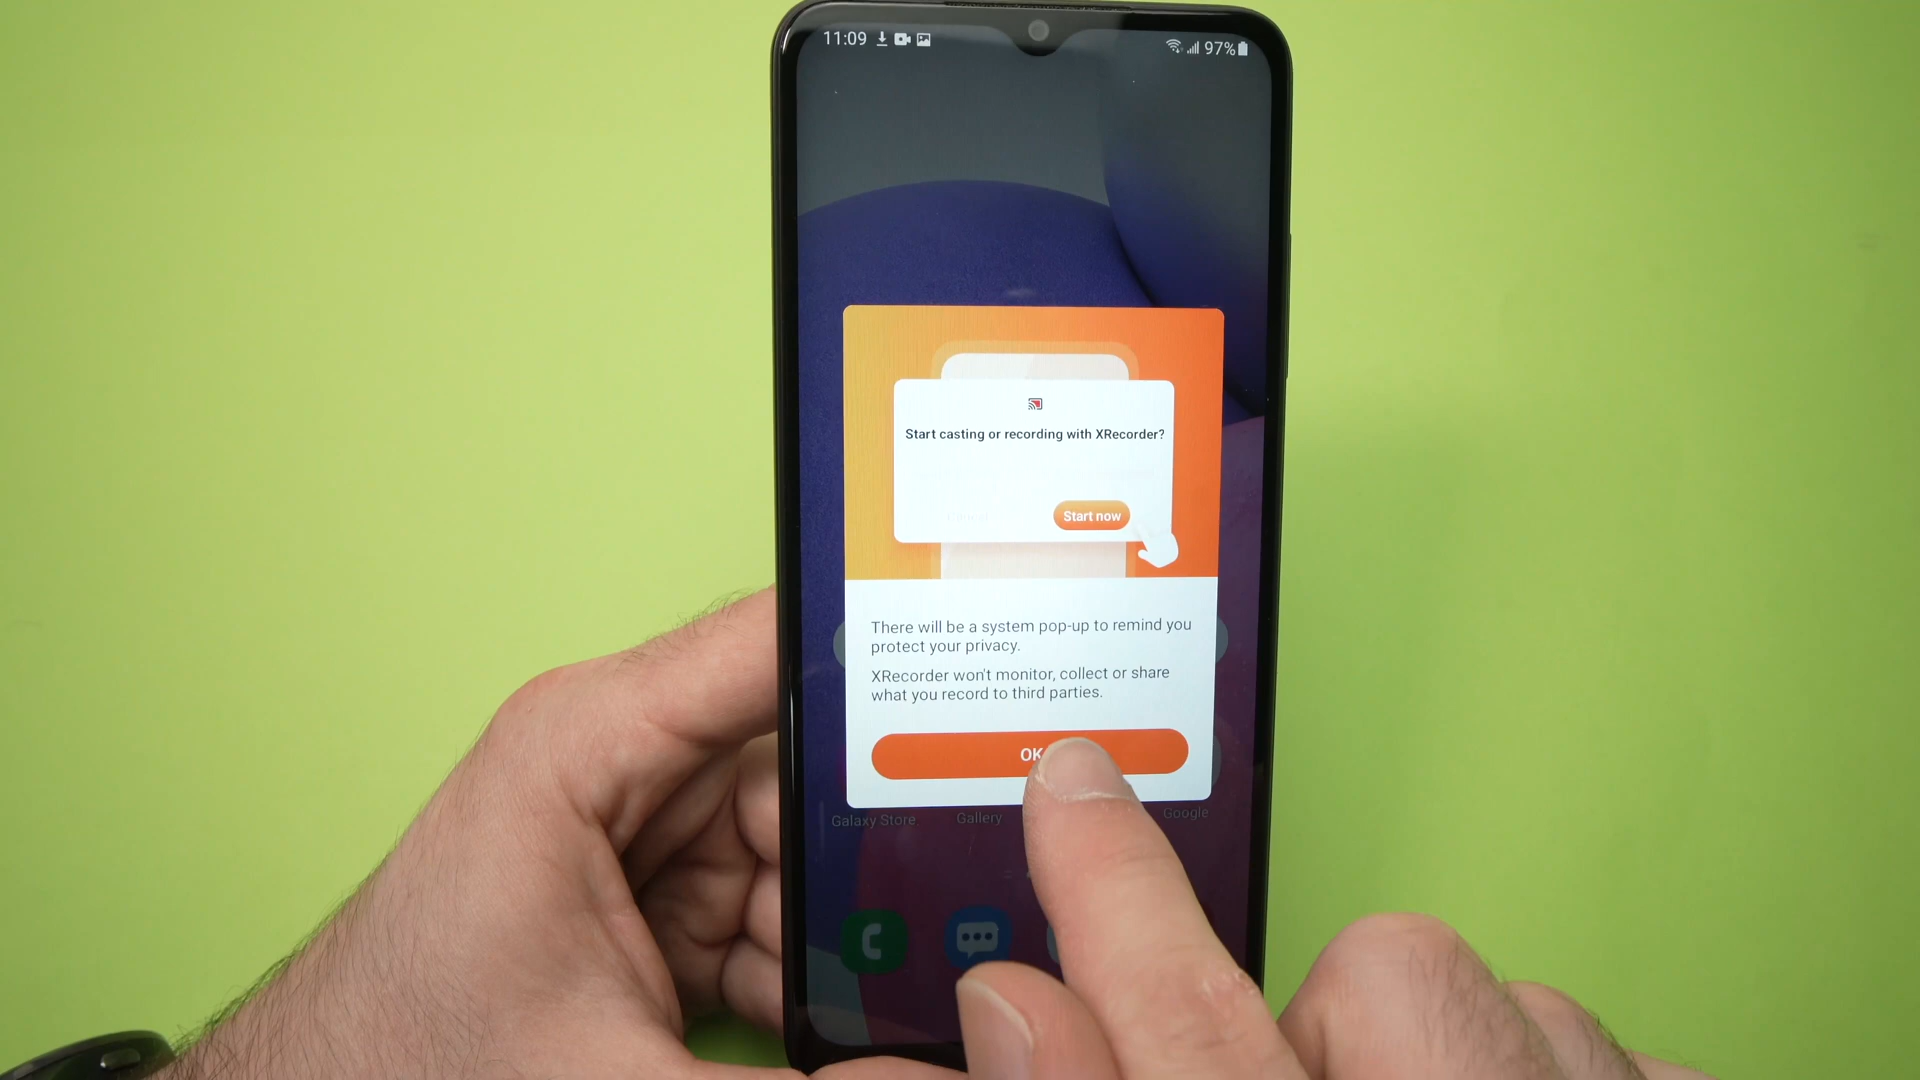 11:09
97%
Start casting or recording with XRecorder?
Start now
There will be a system pop-up to remind you
protect your privacy.
XRecorder won't monitor, collect or share
what you record to third parties.
OK
Galaxy Store
Gallery
Google